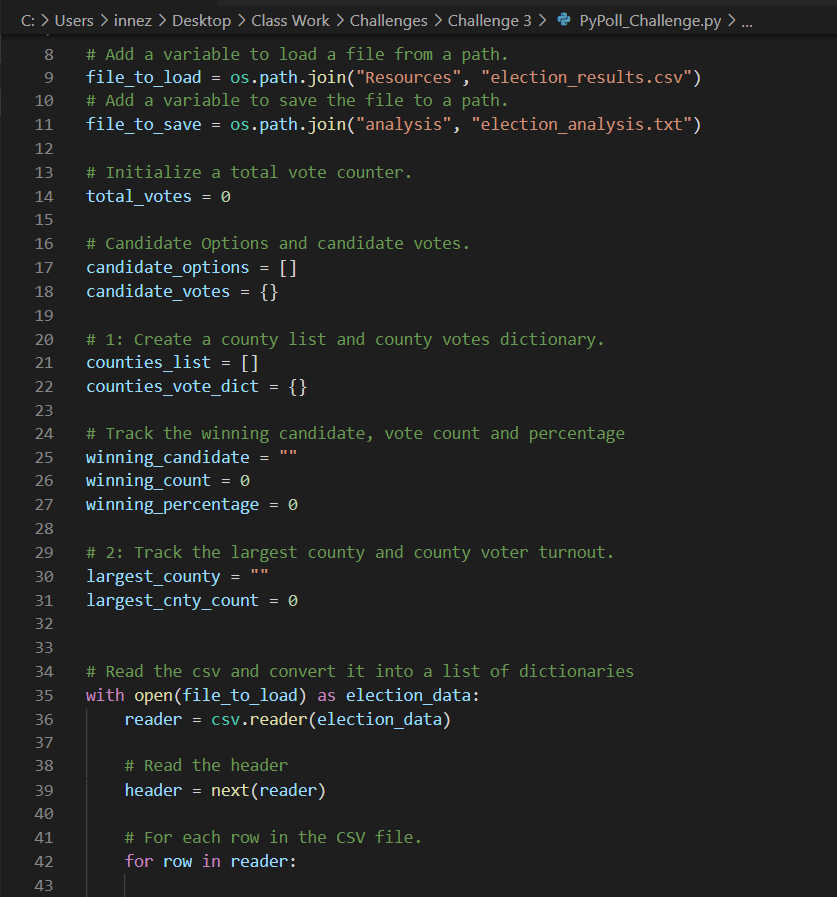 C: > Users > innez > Desktop > Class Work > Challenges > Challenge 3 > PyPoll_Challenge.py > ...
8 # Add a variable to load a file from a path.
9 file_to_load = os.path.join("Resources", "election_results.csv")
10 # Add a variable to save the file to a path.
11 file_to_save = os.path.join("analysis", "election_analysis.txt")
12
13 # Initialize a total vote counter.
14 total_votes = 0
15
16 # Candidate Options and candidate votes.
17 candidate_options = []
18 candidate_votes = {}
19
20 # 1: Create a county list and county votes dictionary.
21 counties_list = []
22 counties_vote_dict = {}
23
24 # Track the winning candidate, vote count and percentage
25 winning_candidate = ""
26 winning_count = 0
27 winning_percentage = 0
28
29 # 2: Track the largest county and county voter turnout.
30 largest_county = ""
31 largest_cnty_count = 0
32
33
34 # Read the csv and convert it into a list of dictionaries
35 with open(file_to_load) as election_data:
36     reader = csv.reader(election_data)
37
38     # Read the header
39     header = next(reader)
40
41     # For each row in the CSV file.
42     for row in reader:
43